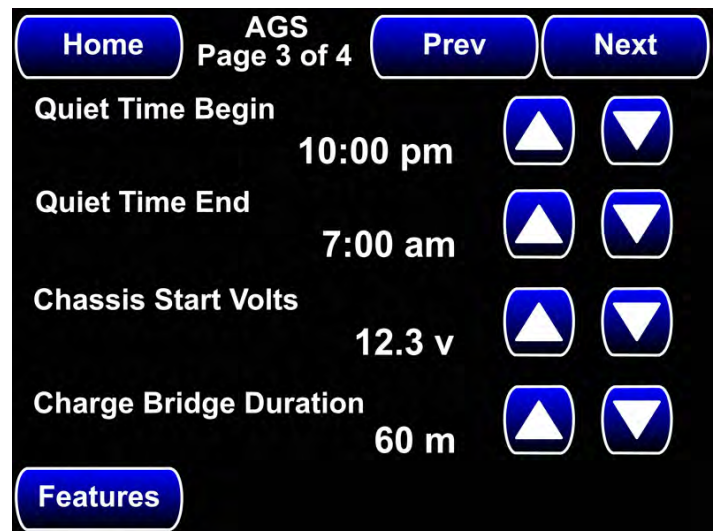 Home
AGS
Page 3 of 4
Prev
Next
Quiet Time Begin
10:00 pm
Quiet Time End
7:00 am
Chassis Start Volts
12.3 v
Charge Bridge Duration
60 m
Features